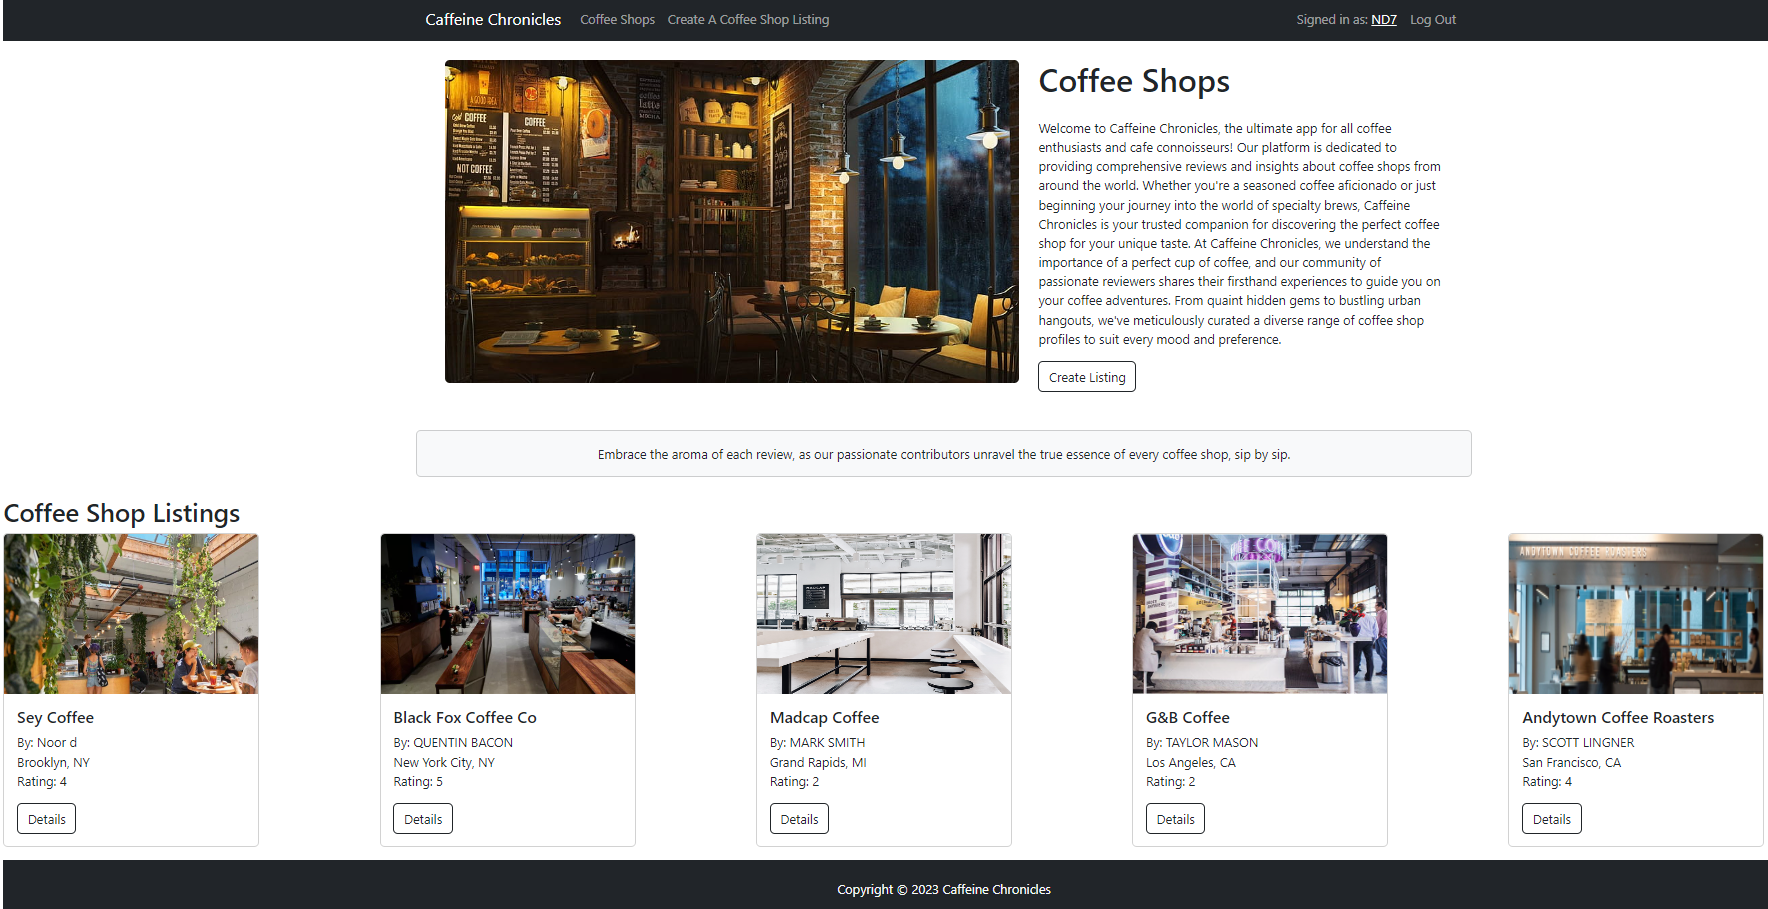 Caffeine Chronicles Coffee Shops Create A Coffee Shop Listing Signed in as: ND7 Log Out
A GOOD IDEA
COFFEE
COFFEE
NOT COFFEE
Coffee Shops
Welcome to Caffeine Chronicles, the ultimate app for all coffee
enthusiasts and cafe connoisseurs! Our platform is dedicated to
providing comprehensive reviews and insights about coffee shops from
around the world. Whether you're a seasoned coffee aficionado or just
beginning your journey into the world of specialty brews, Caffeine
Chronicles is your trusted companion for discovering the perfect coffee
shop for your unique taste. At Caffeine Chronicles, we understand the
importance of a perfect cup of coffee, and our community of
passionate reviewers shares their firsthand experiences to guide you on
your coffee adventures. From quaint hidden gems to bustling urban
hangouts, we've meticulously curated a diverse range of coffee shop
profiles to suit every mood and preference.
Create Listing
Embrace the aroma of each review, as our passionate contributors unravel the true essence of every coffee shop, sip by sip.
Coffee Shop Listings
MADCAP
ANDYTOWN COFFEE ROASTERS
Sey Coffee
By: Noor d
Brooklyn, NY
Rating: 4
Details
Black Fox Coffee Co
By: QUENTIN BACON
New York City, NY
Rating: 5
Details
Madcap Coffee
By: MARK SMITH
Grand Rapids, MI
Rating: 2
Details
G&B Coffee
By: TAYLOR MASON
Los Angeles, CA
Rating: 2
Details
Andytown Coffee Roasters
By: SCOTT LINGNER
San Francisco, CA
Rating: 4
Details
Copyright © 2023 Caffeine Chronicles